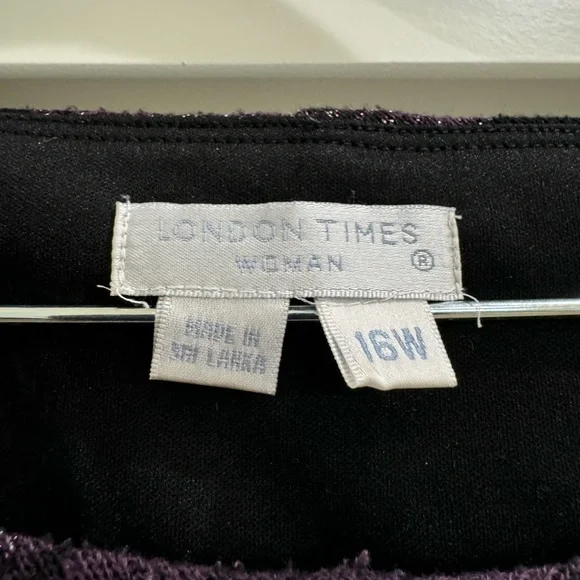 LONDON TIMES
WOMAN ®
MADE IN
SRI LANKA
16W